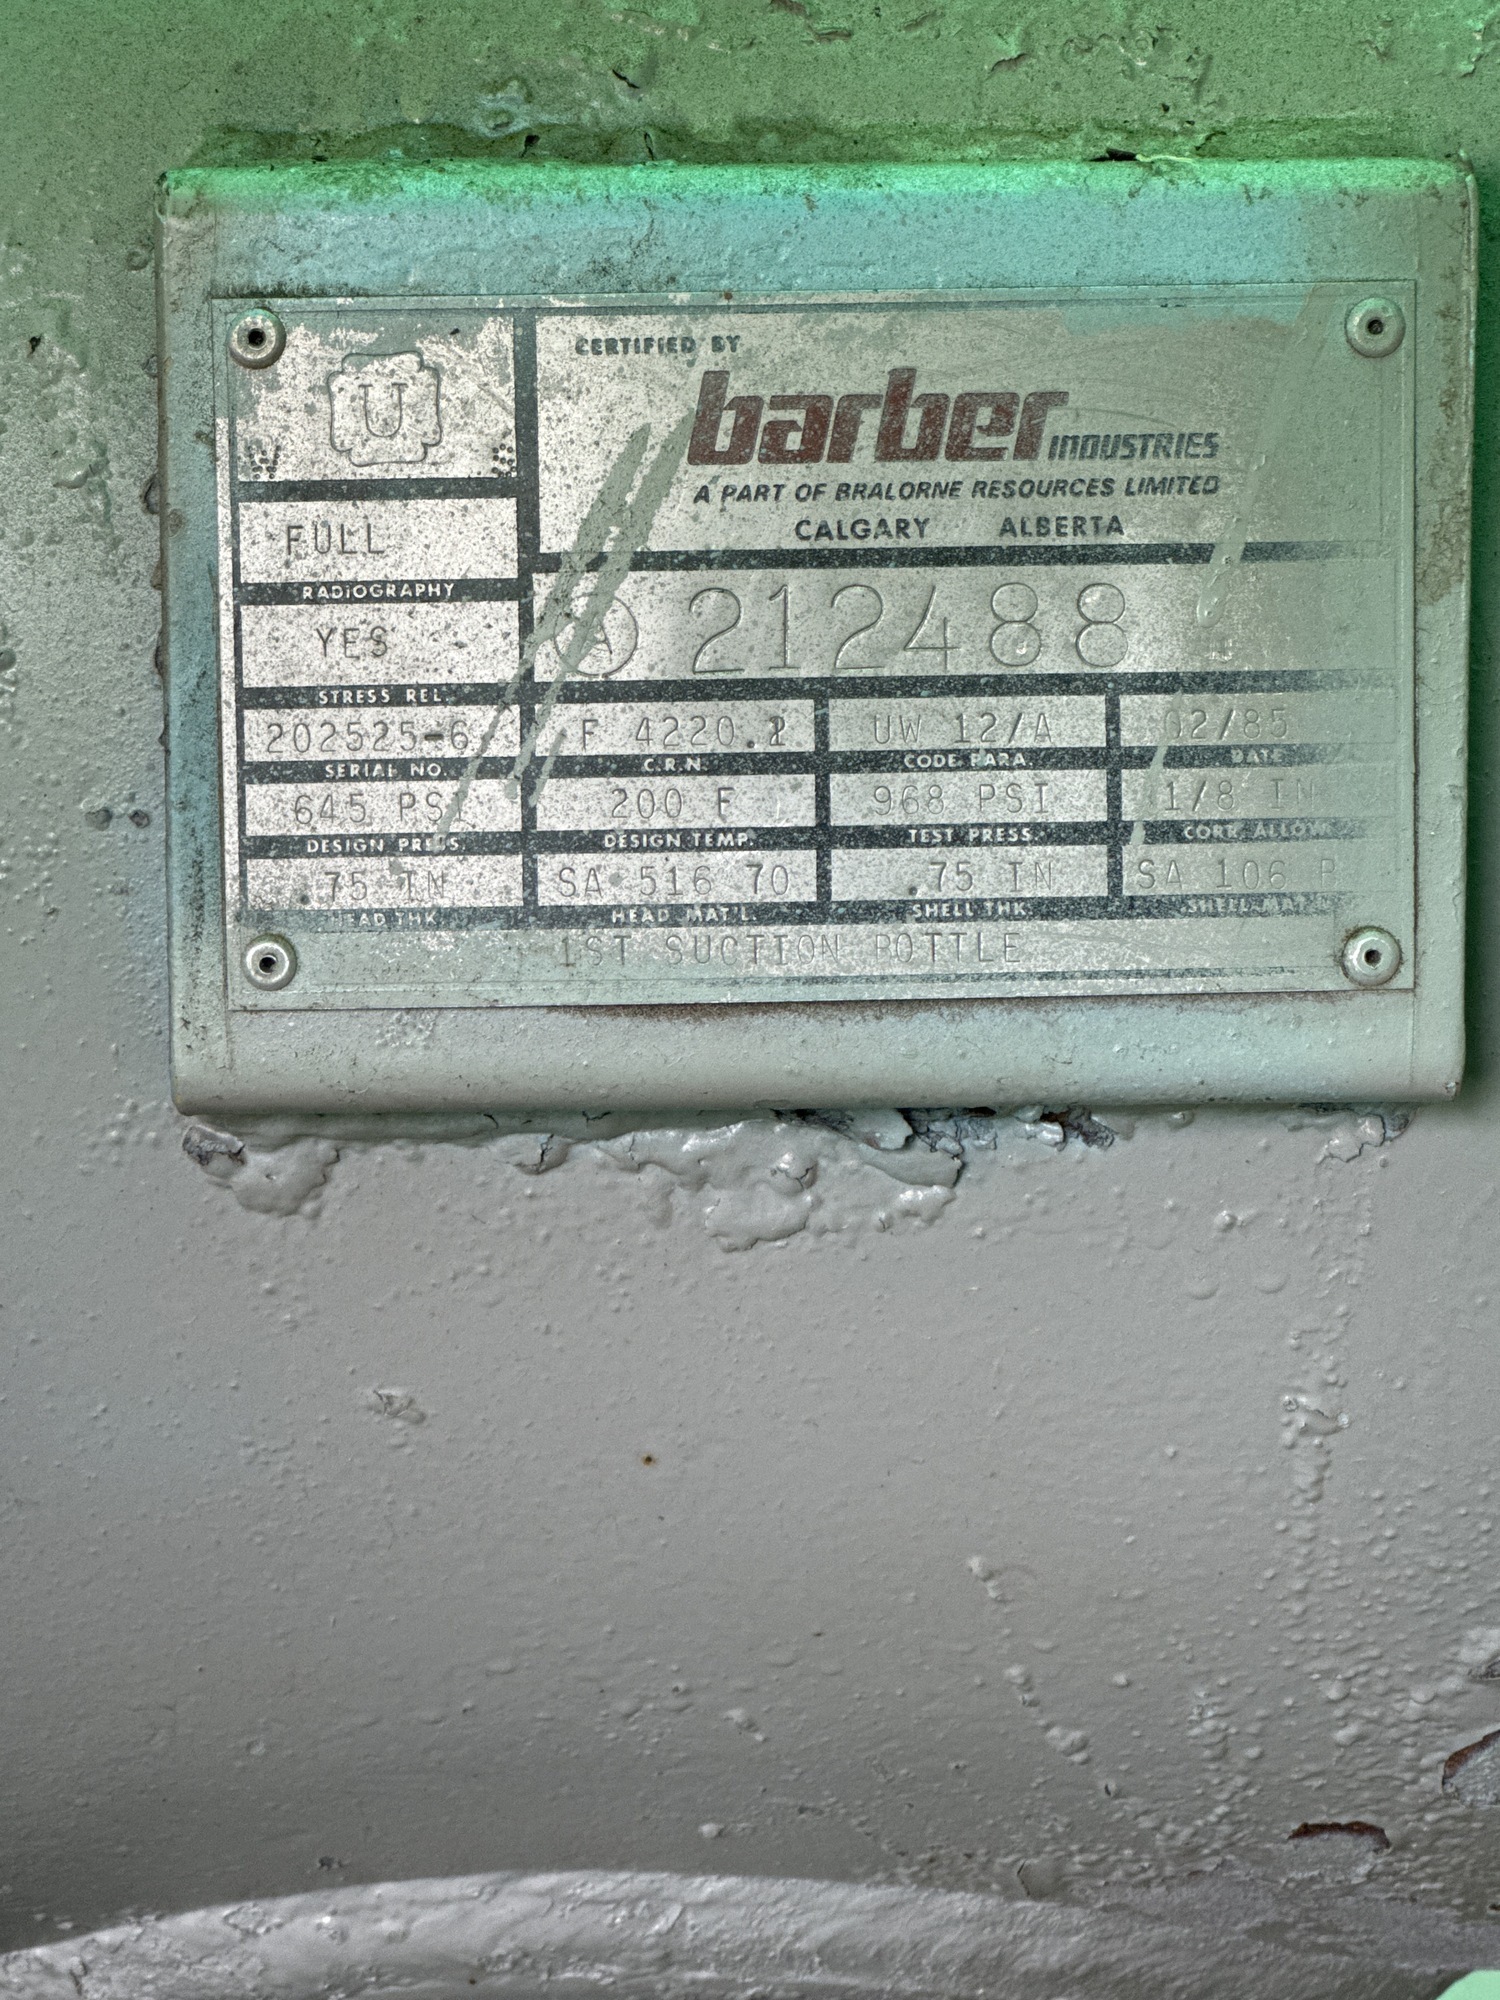 U
W
FULL
RADIOGRAPHY
YES
STRESS REL.
CERTIFIED BY
barber INDUSTRIES
A PART OF BRALORNE RESOURCES LIMITED
CALGARY ALBERTA
A 212488
202525-6 F 4220. UW 12/A 02/85
SERIAL NO. C.R.N. CODE PARA. DATE
645 PSI 200 F 968 PSI 1/8 IN
DESIGN PRESS. DESIGN TEMP. TEST PRESS. CORR. ALLOW.
.75 IN SA 516 70 .75 IN SA 106 B
HEAD THK. HEAD MAT'L. SHELL THK. SHELL MAT'L.
1ST SUCTION BOTTLE